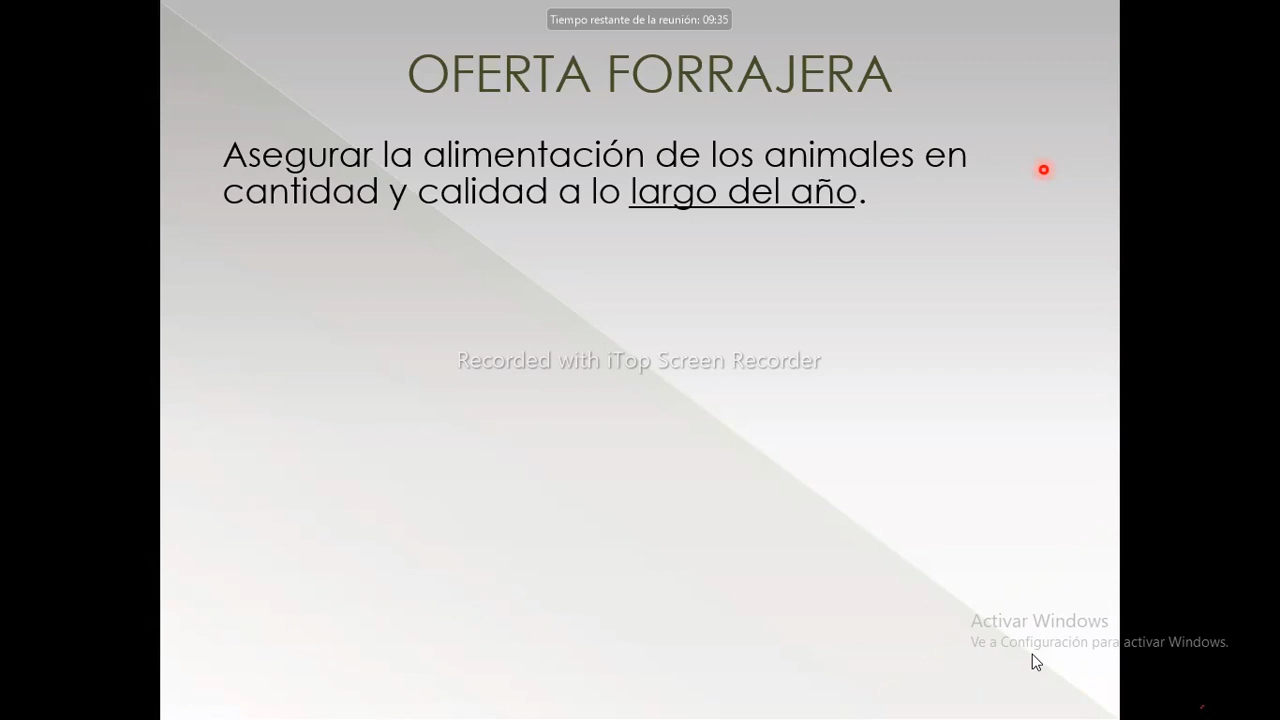 Tiempo restante de la reunión: 09:35
OFERTA FORRAJERA
Asegurar la alimentación de los animales en
cantidad y calidad a lo largo del año.
Recorded with iTop Screen Recorder
Activar Windows
Ve a Configuración para activar Windows.